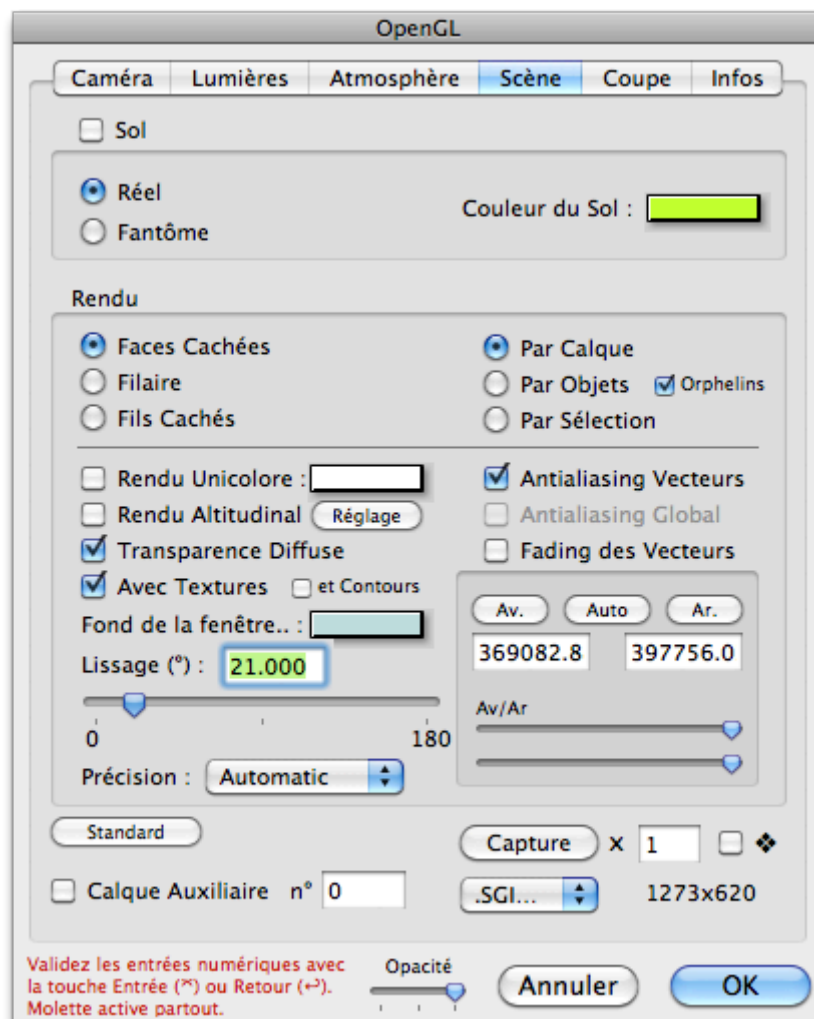 OpenGL
Caméra Lumières Atmosphère Scène Coupe Infos
Sol
Réel
Couleur du Sol :
Fantôme
Rendu
Faces Cachées
Par Calque
Filaire
Par Objets
Orphelins
Fils Cachés
Par Sélection
Rendu Unicolore :
Antialiasing Vecteurs
Rendu Altitudinal
Réglage
Antialiasing Global
Transparence Diffuse
Fading des Vecteurs
Avec Textures
et Contours
Av. Auto Ar.
Fond de la fenêtre.. :
369082.8 397756.0
Lissage (°) : 21.000
Av/Ar
0 180
Précision : Automatic
Standard
Capture x 1
Calque Auxiliaire n° 0
.SGI... 1273x620
Validez les entrées numériques avec
la touche Entrée (⌤) ou Retour (↩).
Molette active partout.
Opacité
Annuler
OK